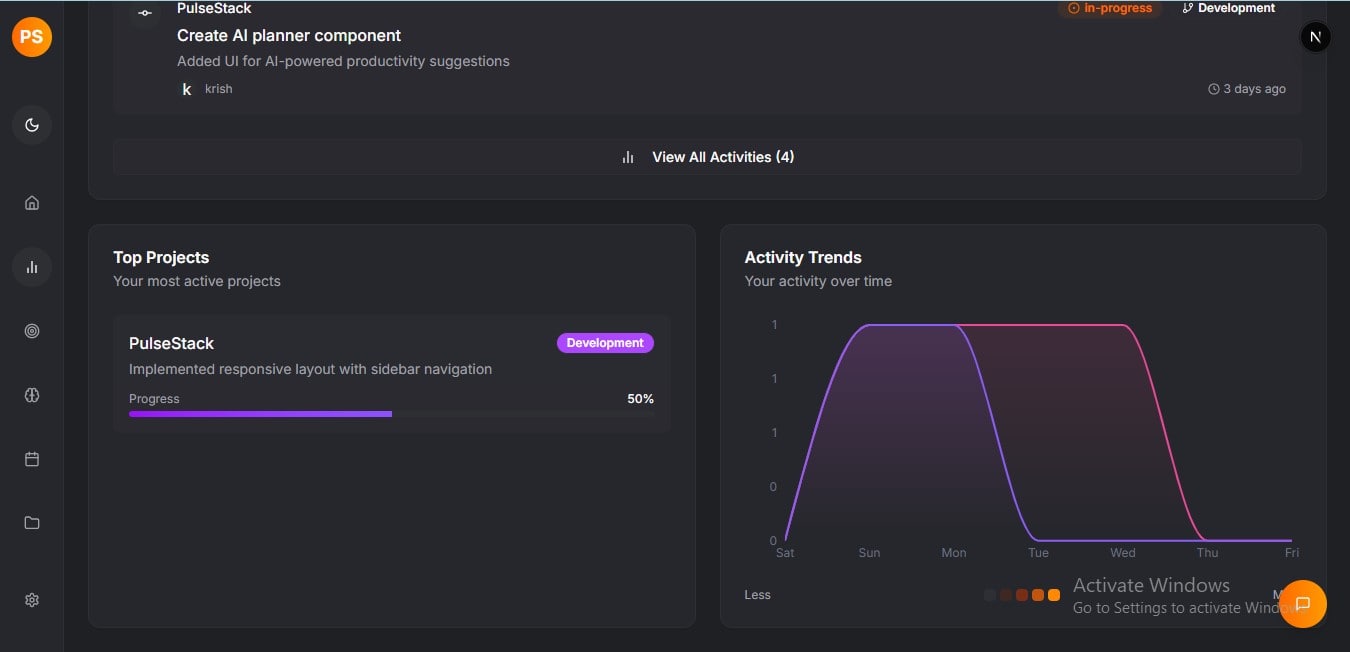 PS
PulseStack
in-progress
Development
N
Create AI planner component
Added UI for AI-powered productivity suggestions
k krish
3 days ago
View All Activities (4)
Top Projects
Your most active projects
PulseStack
Development
Implemented responsive layout with sidebar navigation
Progress
50%
Activity Trends
Your activity over time
1
1
1
0
0
Sat Sun Mon Tue Wed Thu Fri
Less
Activate Windows
Go to Settings to activate